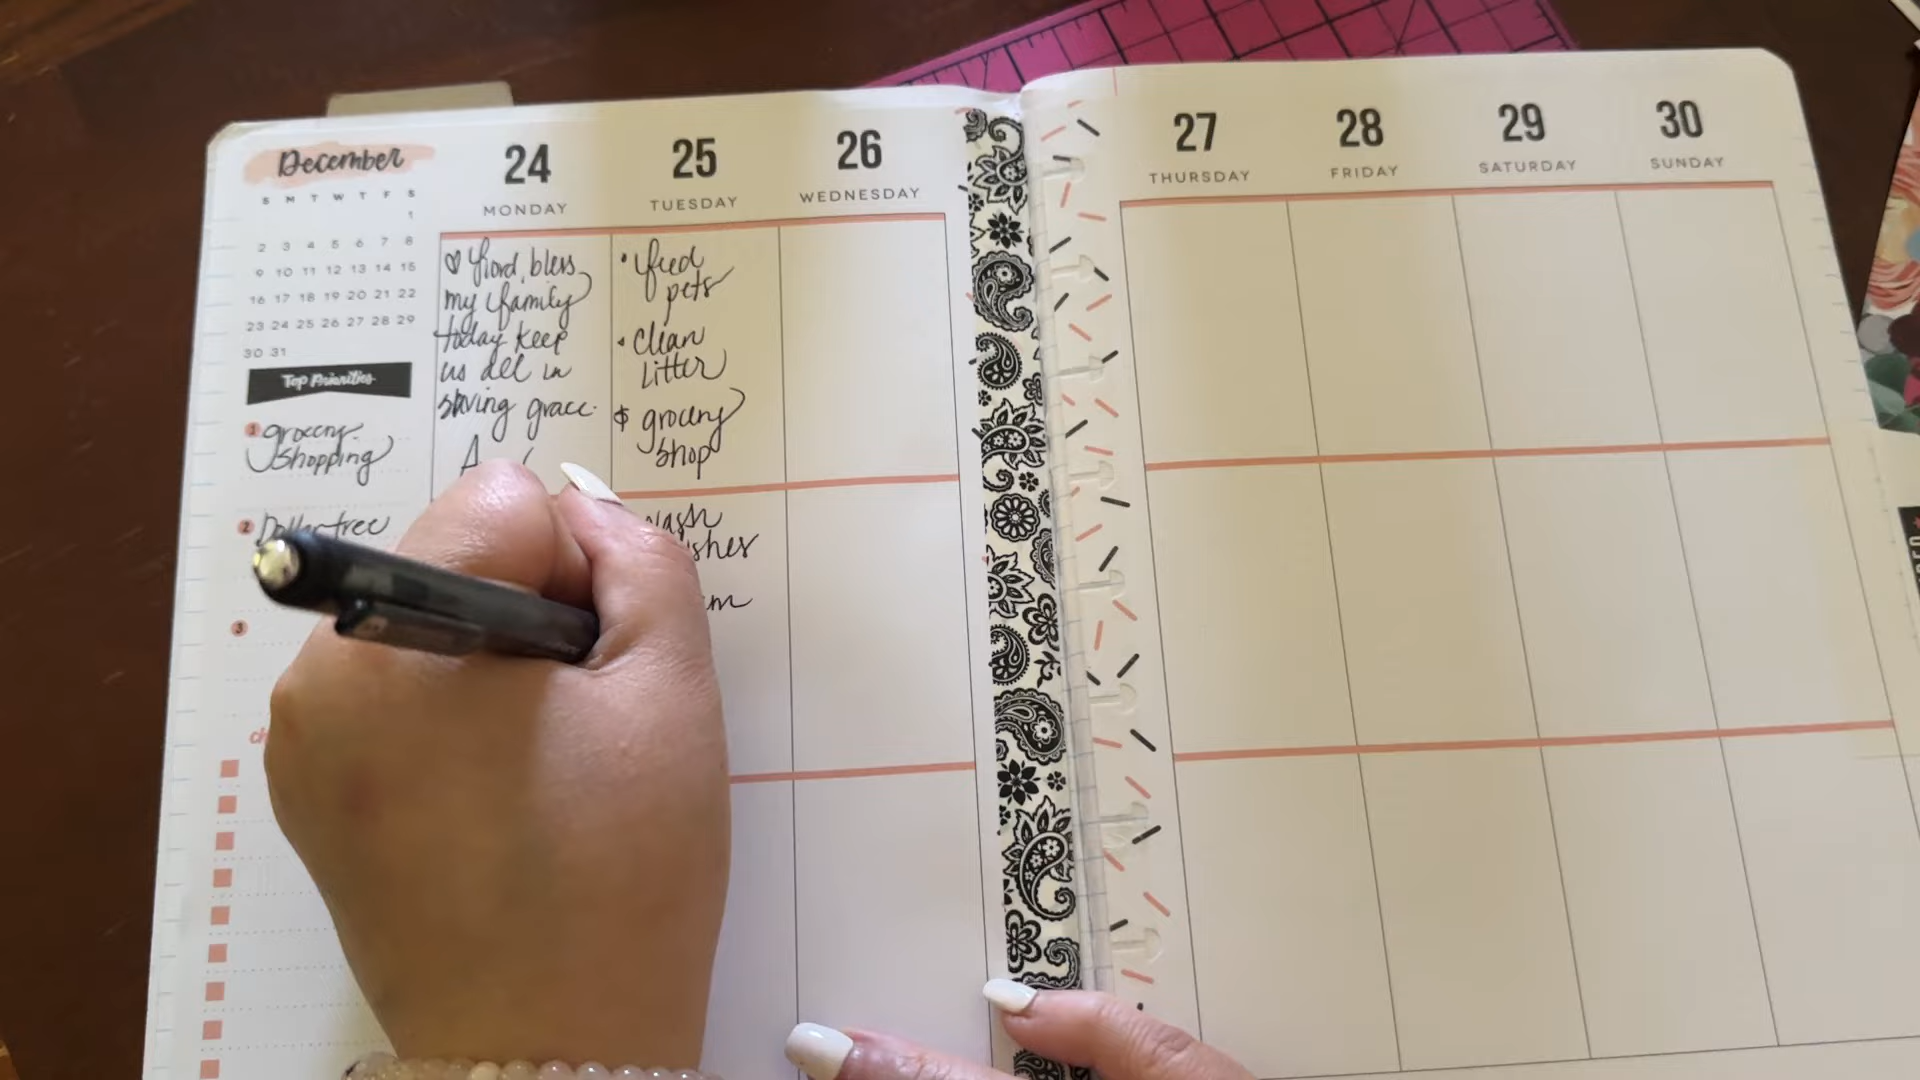 December
S M T W T F S
1
2 3 4 5 6 7 8
9 10 11 12 13 14 15
16 17 18 19 20 21 22
23 24 25 26 27 28 29
30 31
Top Priorities
1 grocery
shopping
2 Dollar tree
3
24
MONDAY
♡ Lord, bless
my family
today keep
us all in
saving grace.
A
25
TUESDAY
• feed
pets
• Clean
litter
$ grocery
shop
wash
shes
26
WEDNESDAY
27
THURSDAY
28
FRIDAY
29
SATURDAY
30
SUNDAY